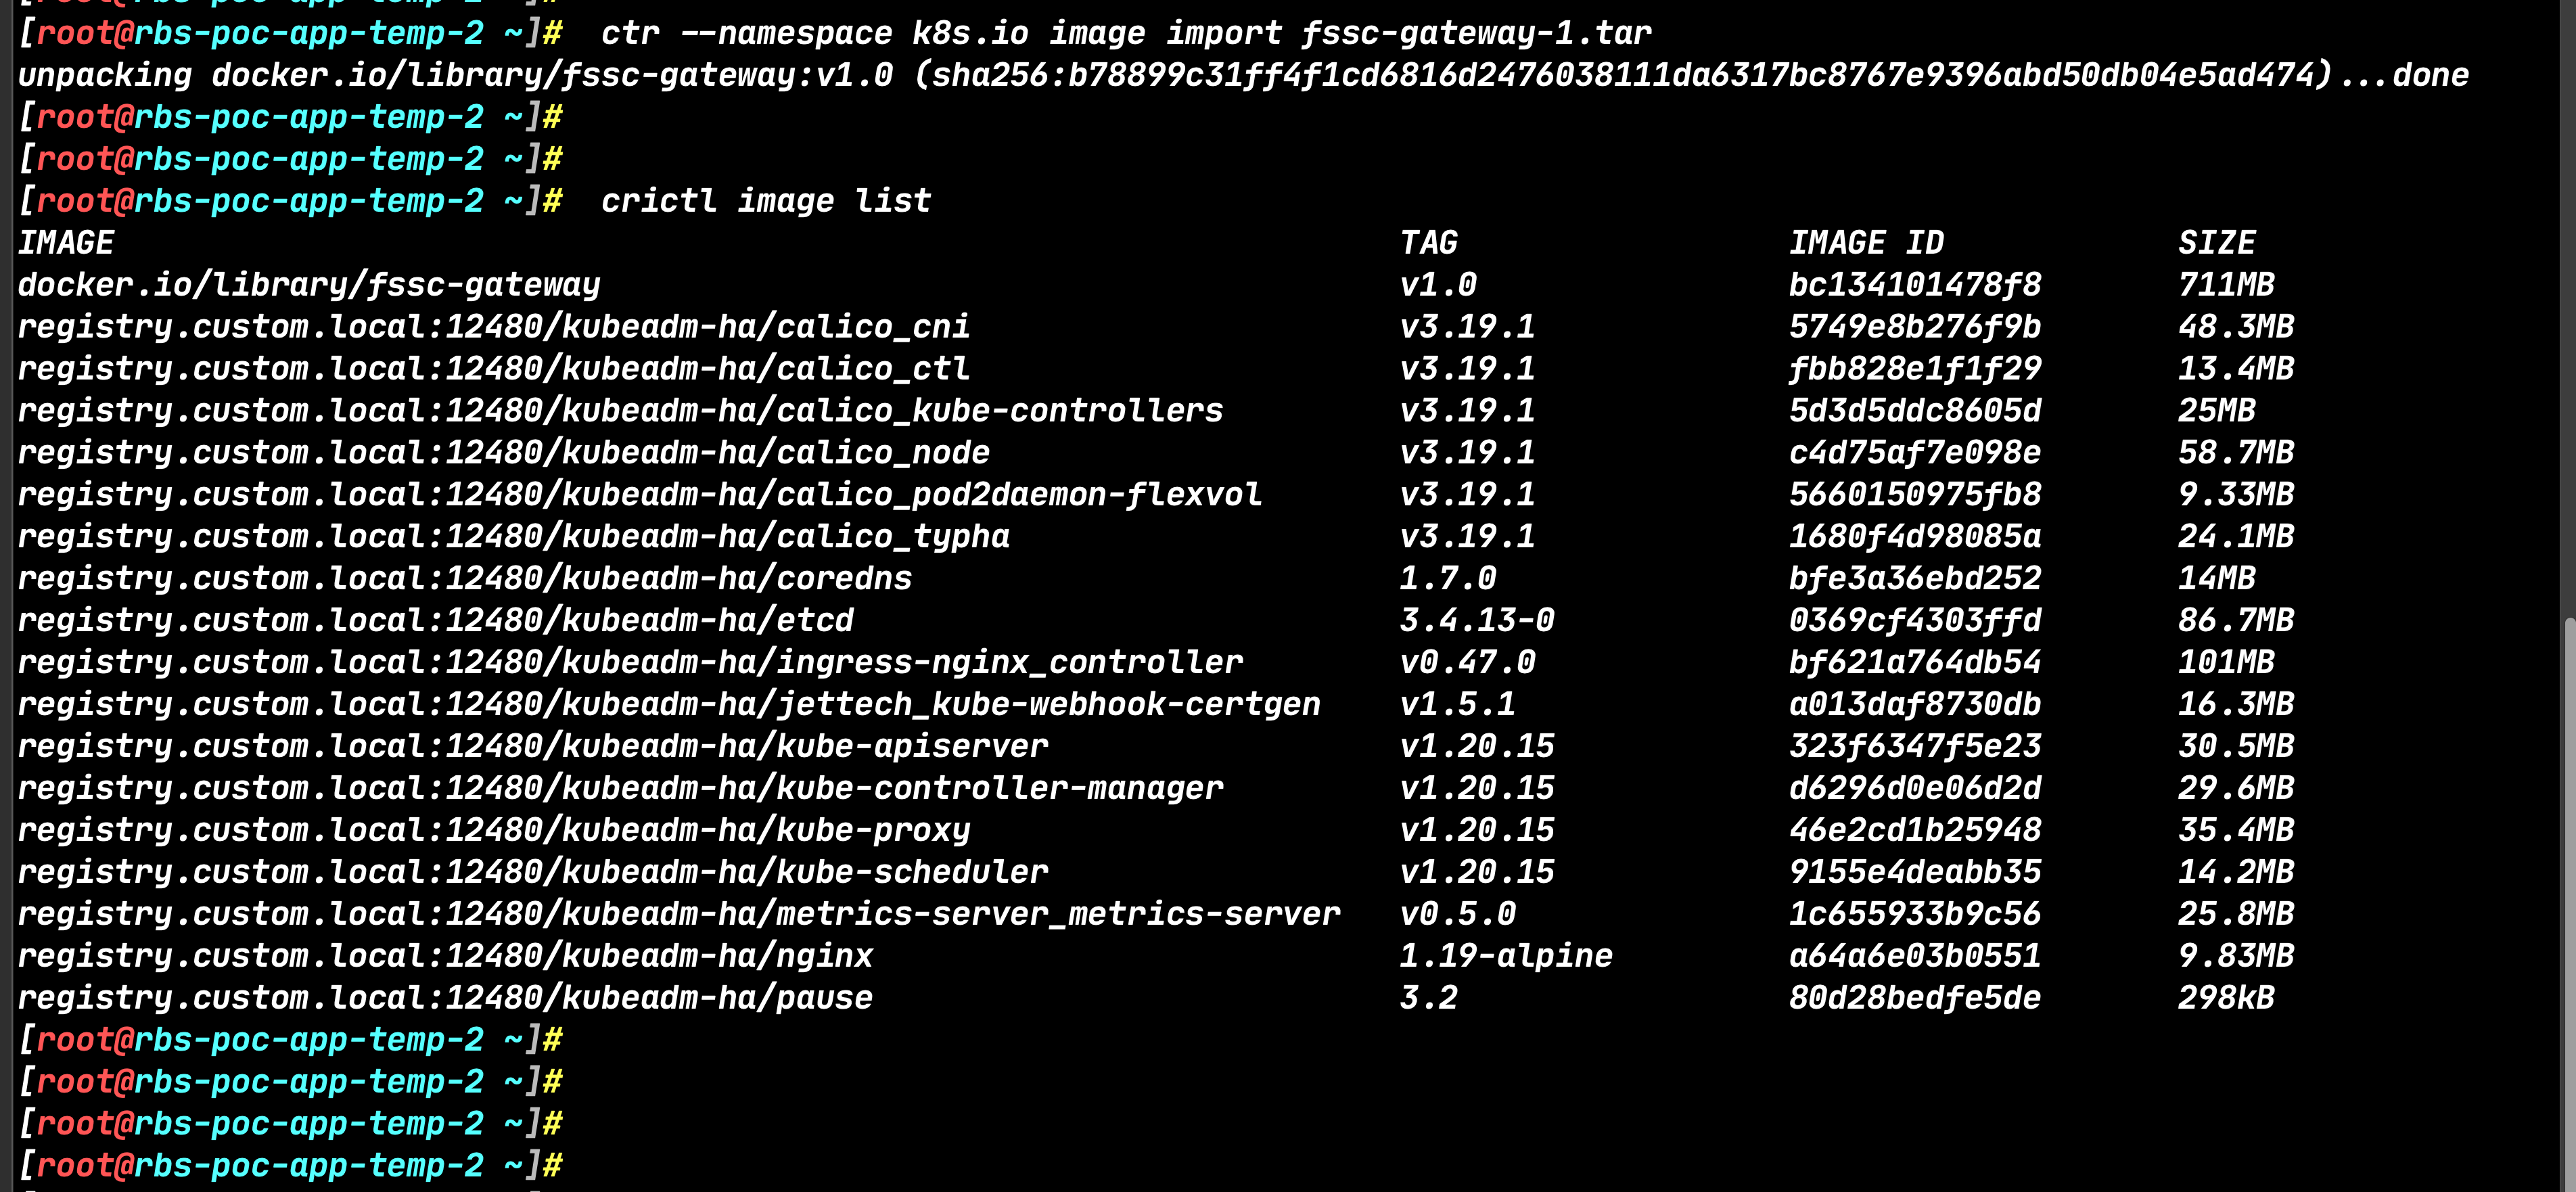 [root@rbs-poc-app-temp-2 ~]#  ctr --namespace k8s.io image import fssc-gateway-1.tar
unpacking docker.io/library/fssc-gateway:v1.0 (sha256:b78899c31ff4f1cd6816d2476038111da6317bc8767e9396abd50db04e5ad474)...done
[root@rbs-poc-app-temp-2 ~]#
[root@rbs-poc-app-temp-2 ~]#
[root@rbs-poc-app-temp-2 ~]#  crictl image list
IMAGE TAG IMAGE ID SIZE
docker.io/library/fssc-gateway v1.0 bc134101478f8 711MB
registry.custom.local:12480/kubeadm-ha/calico_cni v3.19.1 5749e8b276f9b 48.3MB
registry.custom.local:12480/kubeadm-ha/calico_ctl v3.19.1 fbb828e1f1f29 13.4MB
registry.custom.local:12480/kubeadm-ha/calico_kube-controllers v3.19.1 5d3d5ddc8605d 25MB
registry.custom.local:12480/kubeadm-ha/calico_node v3.19.1 c4d75af7e098e 58.7MB
registry.custom.local:12480/kubeadm-ha/calico_pod2daemon-flexvol v3.19.1 5660150975fb8 9.33MB
registry.custom.local:12480/kubeadm-ha/calico_typha v3.19.1 1680f4d98085a 24.1MB
registry.custom.local:12480/kubeadm-ha/coredns 1.7.0 bfe3a36ebd252 14MB
registry.custom.local:12480/kubeadm-ha/etcd 3.4.13-0 0369cf4303ffd 86.7MB
registry.custom.local:12480/kubeadm-ha/ingress-nginx_controller v0.47.0 bf621a764db54 101MB
registry.custom.local:12480/kubeadm-ha/jettech_kube-webhook-certgen v1.5.1 a013daf8730db 16.3MB
registry.custom.local:12480/kubeadm-ha/kube-apiserver v1.20.15 323f6347f5e23 30.5MB
registry.custom.local:12480/kubeadm-ha/kube-controller-manager v1.20.15 d6296d0e06d2d 29.6MB
registry.custom.local:12480/kubeadm-ha/kube-proxy v1.20.15 46e2cd1b25948 35.4MB
registry.custom.local:12480/kubeadm-ha/kube-scheduler v1.20.15 9155e4deabb35 14.2MB
registry.custom.local:12480/kubeadm-ha/metrics-server_metrics-server v0.5.0 1c655933b9c56 25.8MB
registry.custom.local:12480/kubeadm-ha/nginx 1.19-alpine a64a6e03b0551 9.83MB
registry.custom.local:12480/kubeadm-ha/pause 3.2 80d28bedfe5de 298kB
[root@rbs-poc-app-temp-2 ~]#
[root@rbs-poc-app-temp-2 ~]#
[root@rbs-poc-app-temp-2 ~]#
[root@rbs-poc-app-temp-2 ~]#